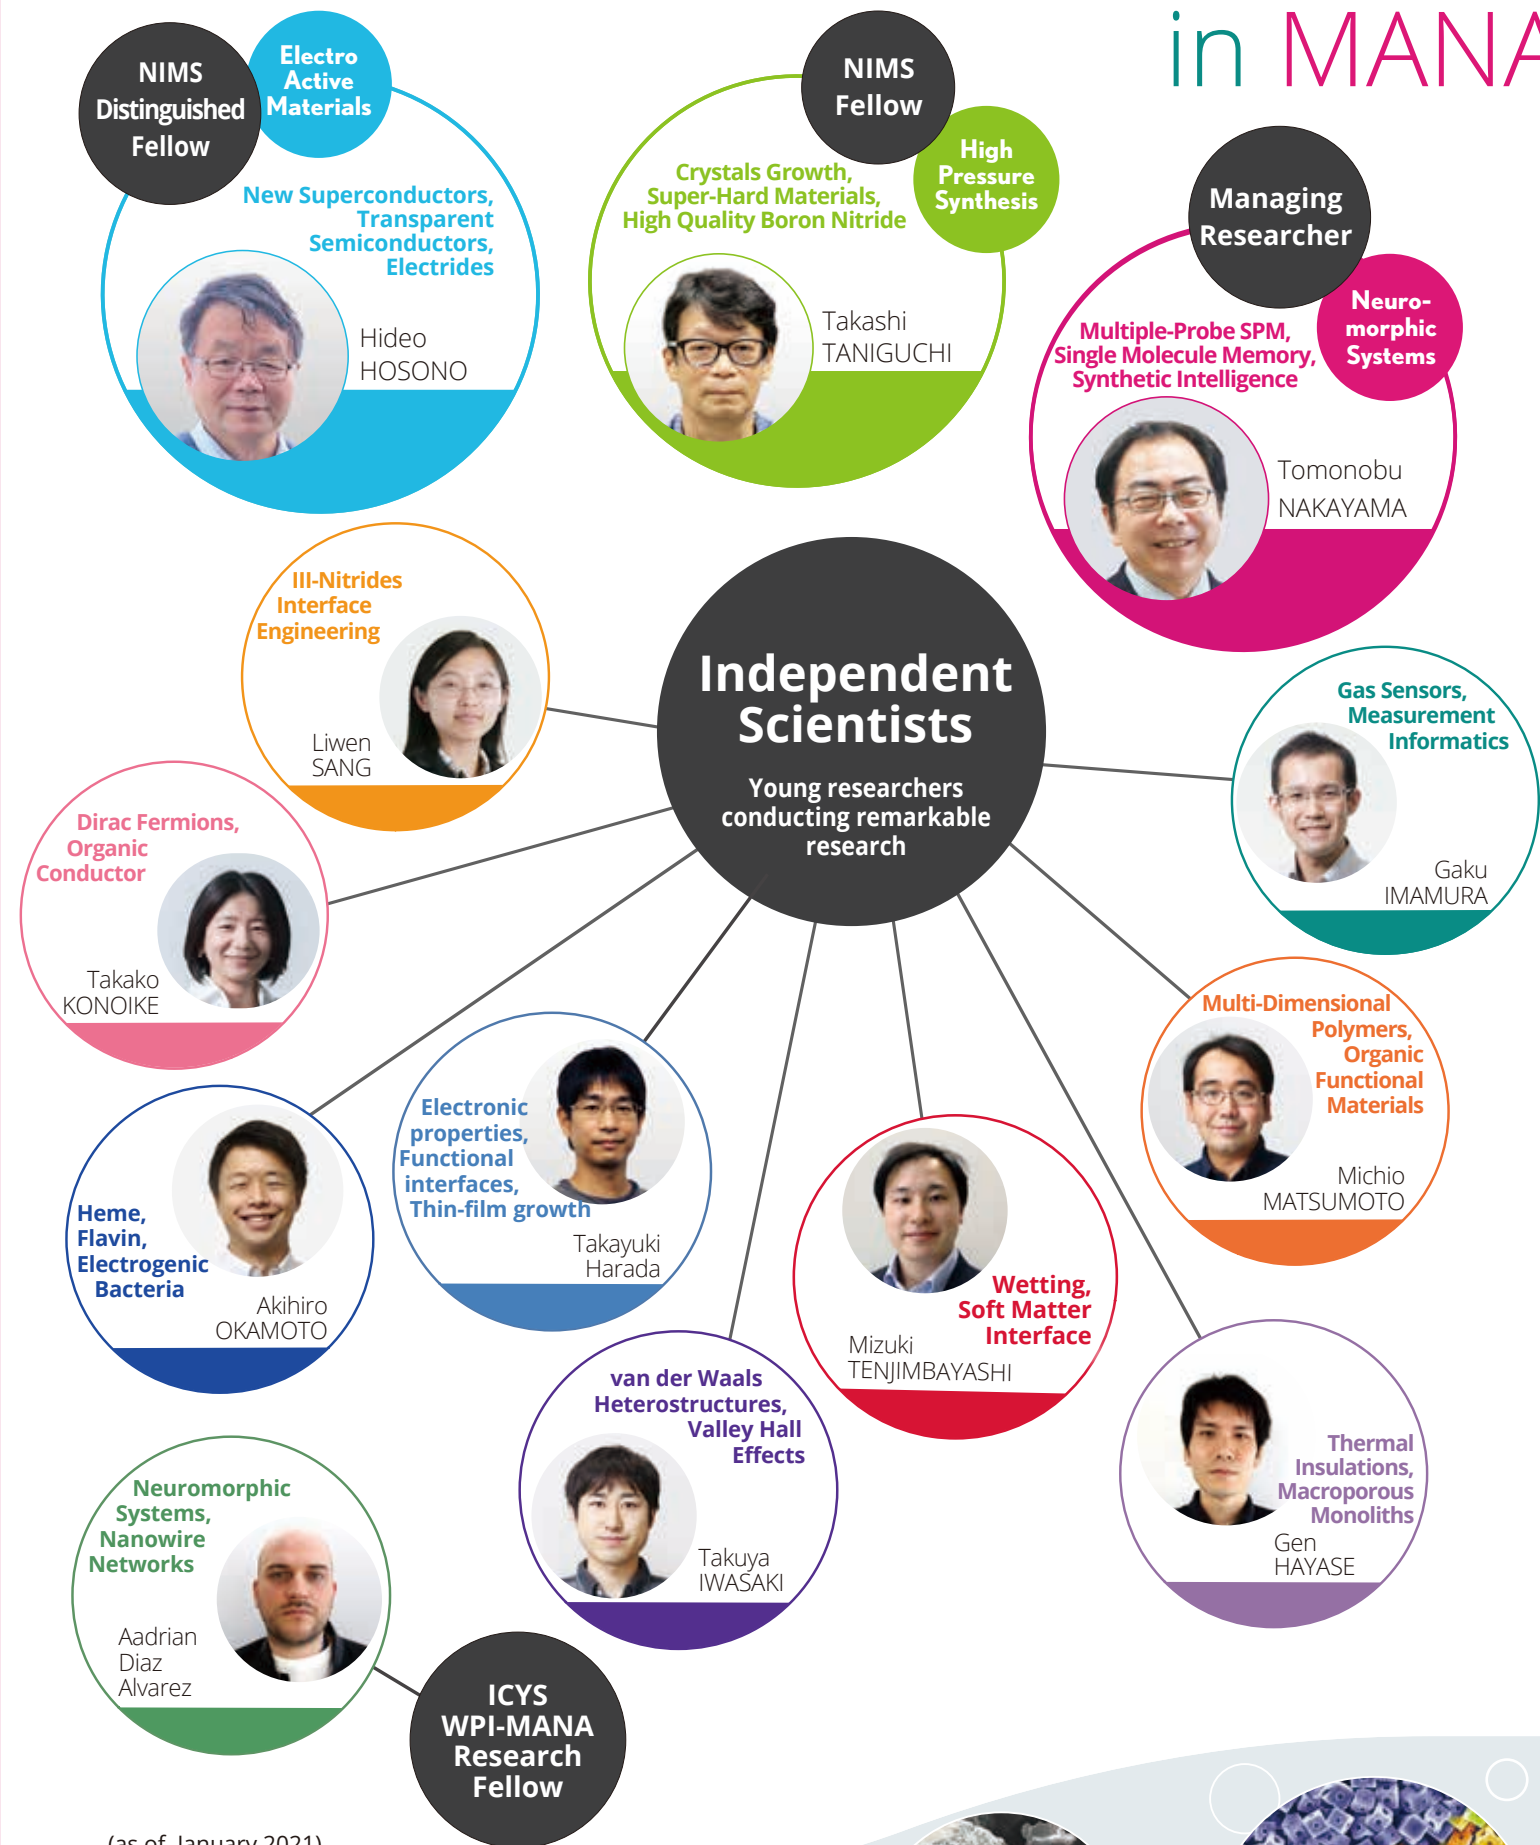 in MANA
NIMS
Distinguished
Fellow
Electro
Active
Materials
New Superconductors,
Transparent
Semiconductors,
Electrides
Hideo
HOSONO
NIMS
Fellow
High
Pressure
Synthesis
Crystals Growth,
Super-Hard Materials,
High Quality Boron Nitride
Takashi
TANIGUCHI
Managing
Researcher
Neuro-
morphic
Systems
Multiple-Probe SPM,
Single Molecule Memory,
Synthetic Intelligence
Tomonobu
NAKAYAMA
Independent
Scientists
Young researchers
conducting remarkable
research
III-Nitrides
Interface
Engineering
Liwen
SANG
Gas Sensors,
Measurement
Informatics
Gaku
IMAMURA
Dirac Fermions,
Organic
Conductor
Takako
KONOIKE
Multi-Dimensional
Polymers,
Organic
Functional
Materials
Michio
MATSUMOTO
Heme,
Flavin,
Electrogenic
Bacteria
Akihiro
OKAMOTO
Electronic
properties,
Functional
interfaces,
Thin-film growth
Takayuki
Harada
Wetting,
Soft Matter
Interface
Mizuki
TENJIMBAYASHI
van der Waals
Heterostructures,
Valley Hall
Effects
Takuya
IWASAKI
Thermal
Insulations,
Macroporous
Monoliths
Gen
HAYASE
Neuromorphic
Systems,
Nanowire
Networks
Aadrian
Diaz
Alvarez
ICYS
WPI-MANA
Research
Fellow
(as of January 2021)